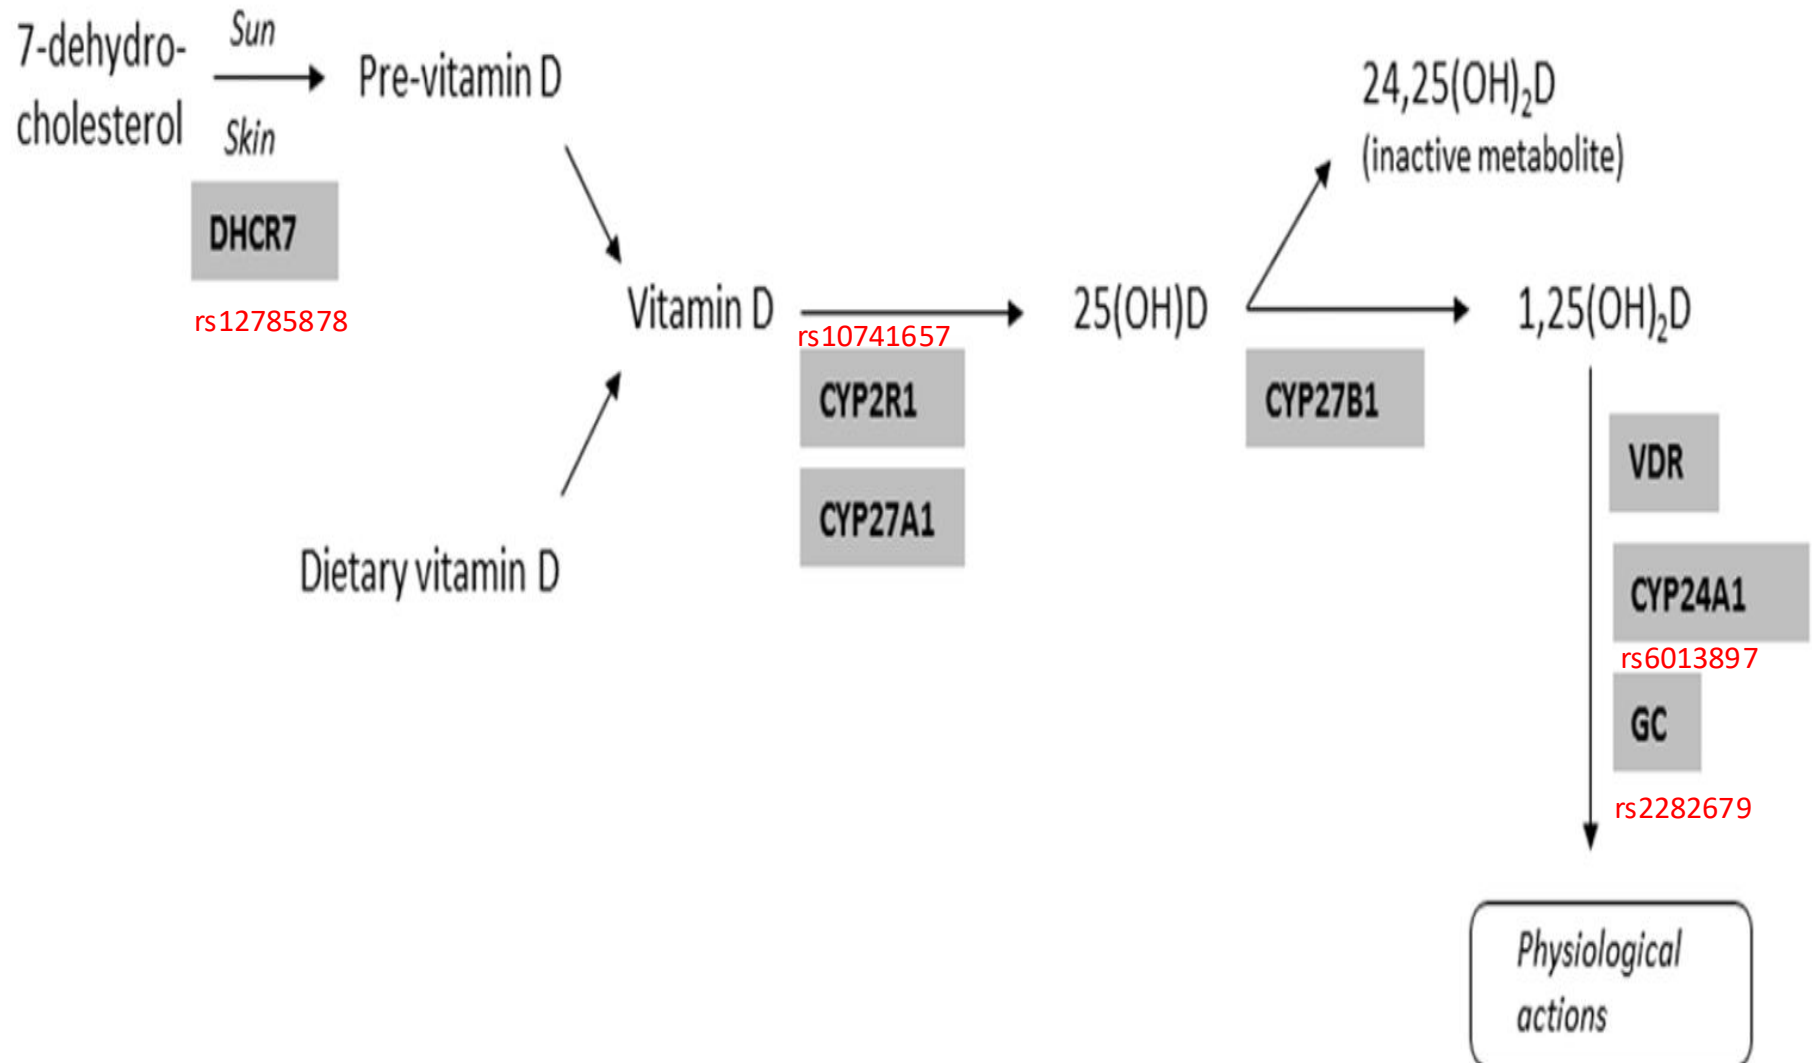 7-dehydro-
cholesterol
Sun
Skin
DHCR7
rs12785878
Pre-vitamin D
Vitamin D
Dietary vitamin D
rs10741657
CYP2R1
CYP27A1
25(OH)D
CYP27B1
24,25(OH)₂D
(inactive metabolite)
1,25(OH)₂D
VDR
CYP24A1
rs6013897
GC
rs2282679
Physiological
actions